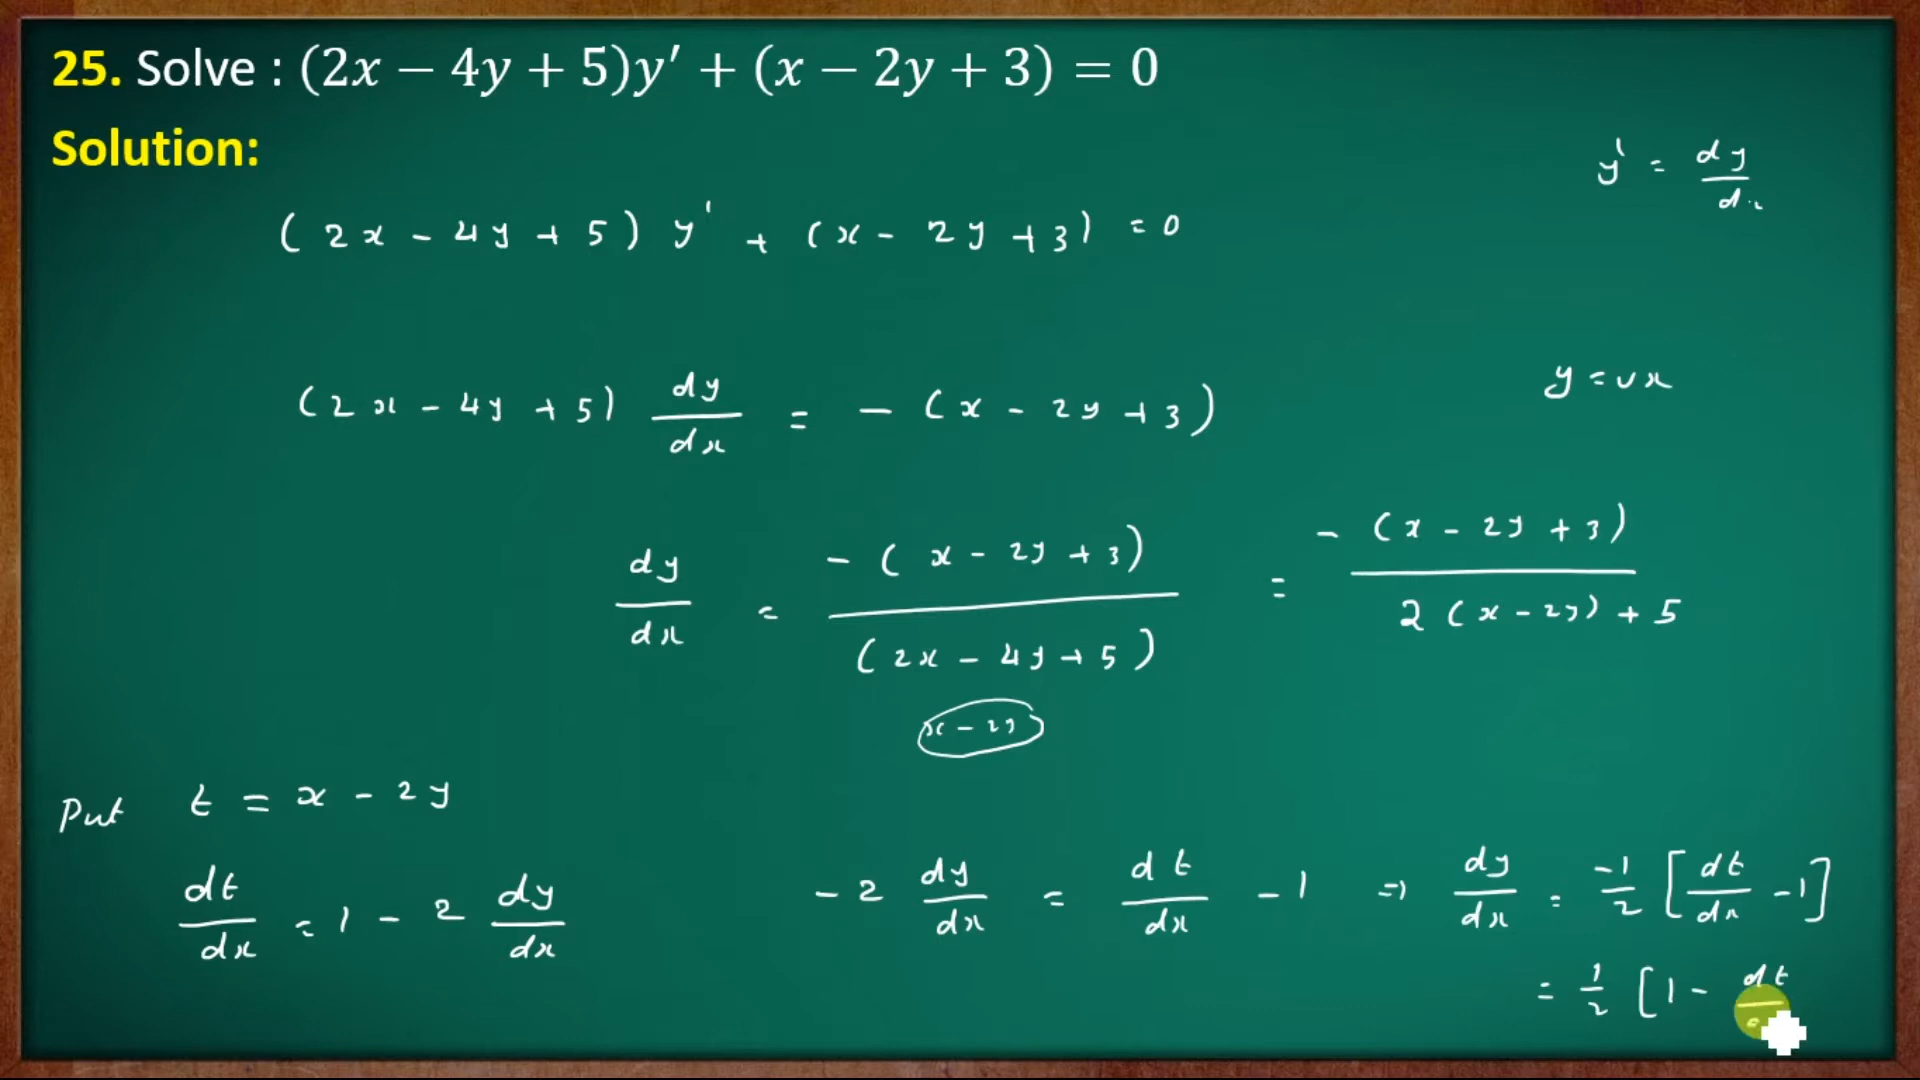 25. Solve : (2x − 4y + 5)y′ + (x − 2y + 3) = 0
Solution:
y' = dy/dx
(2x - 4y + 5) y' + (x - 2y + 3) = 0
y = vx
(2x - 4y + 5) dy/dx = - (x - 2y + 3)
dy/dx = -(x - 2y + 3)/(2x - 4y + 5) = -(x - 2y + 3)/2(x - 2y) + 5
x - 2y
Put t = x - 2y
dt/dx = 1 - 2 dy/dx
-2 dy/dx = dt/dx - 1 ⇒ dy/dx = -1/2 [dt/dx - 1]
= 1/2 [1 - dt/